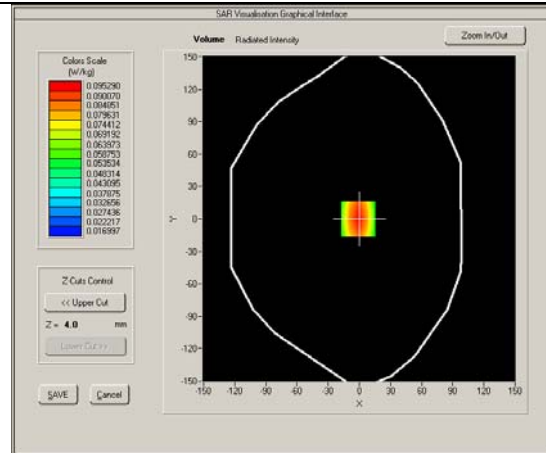 SAR Visualisation Graphical Interface
Volume Radiated Intensity
Zoom In/Out
Colors Scale
(W/kg)
0.095290
0.090070
0.084851
0.079631
0.074412
0.069192
0.063973
0.058753
0.053534
0.048314
0.043095
0.037875
0.032656
0.027436
0.022217
0.016997
Z Cuts Control
<< Upper Cut
Z = 4.0 mm
Lower Cut >>
SAVE
Cancel
150-
120-
90-
60-
30-
0-
-30-
-60-
-90-
-120-
-150-
Y
-150 -120 -90 -60 -30 0 30 60 90 120 150
X